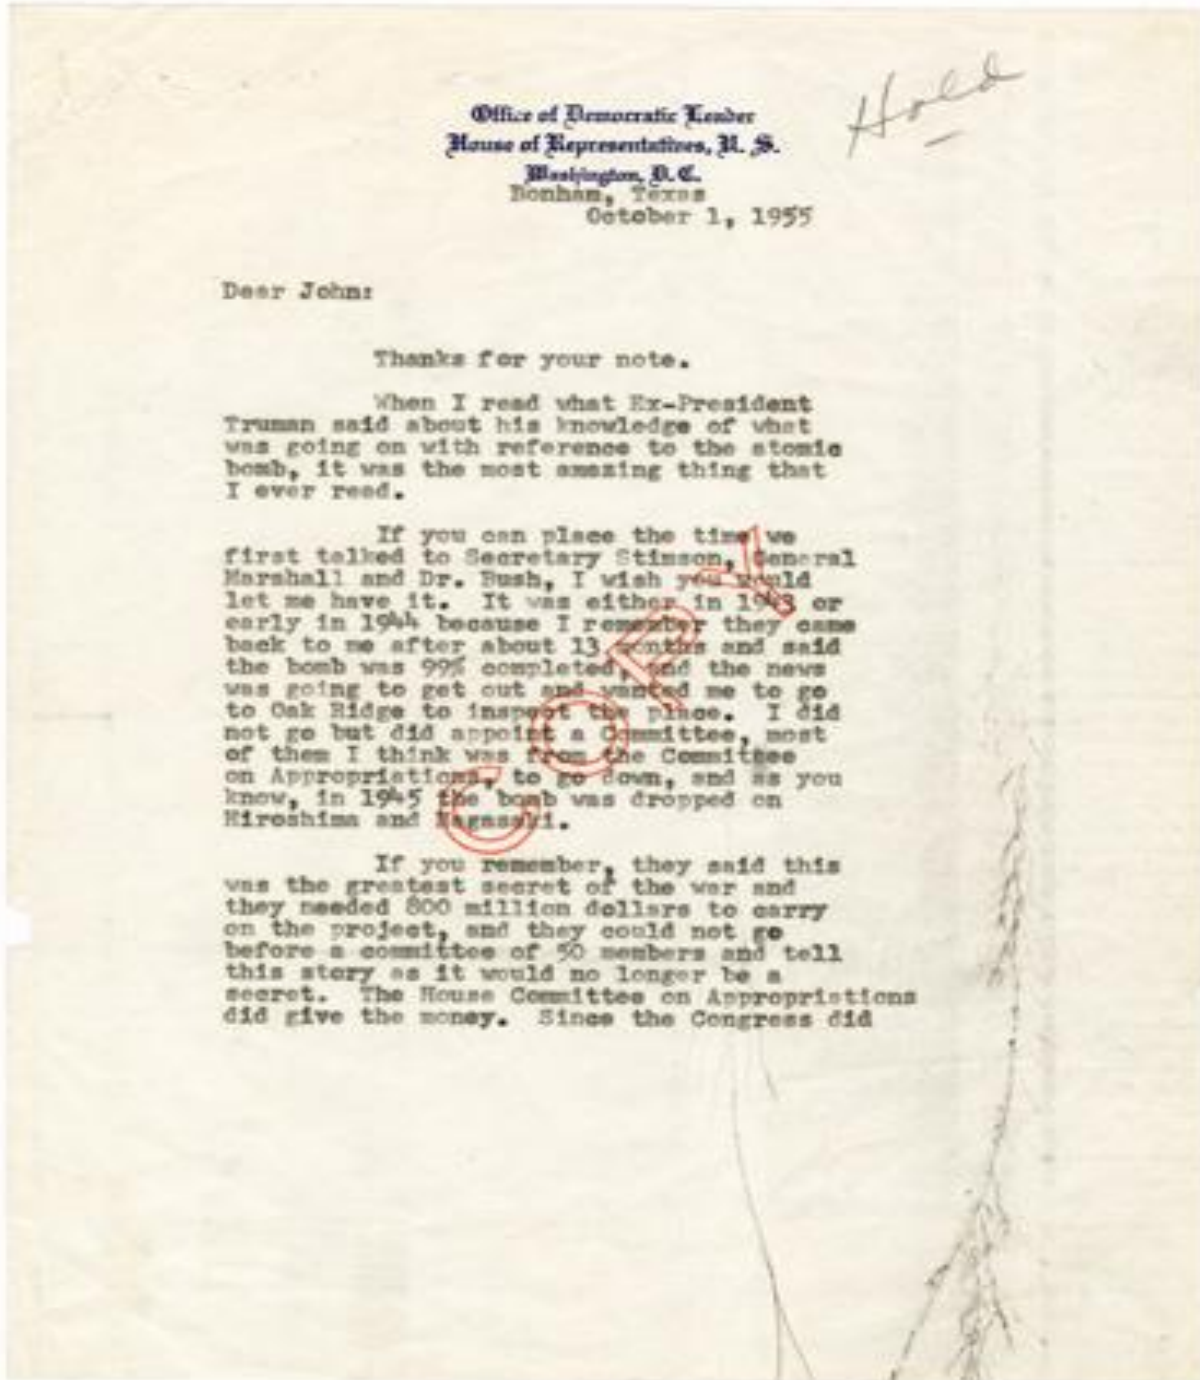 Hold
Office of Democratic Leader
House of Representatives, U. S.
Washington, D. C.
Bonham, Texas
October 1, 1955
Dear John:
Thanks for your note.
When I read what Ex-President
Truman said about his knowledge of what
was going on with reference to the atomic
bomb, it was the most amazing thing that
I ever read.
If you can place the time we
first talked to Secretary Stimson, General
Marshall and Dr. Bush, I wish you would
let me have it. It was either in 1943 or
early in 1944 because I remember they came
back to me after about 13 months and said
the bomb was 99% completed, and the news
was going to get out and wanted me to go
to Oak Ridge to inspect the place. I did
not go but did appoint a Committee, most
of them I think was from the Committee
on Appropriations, to go down, and as you
know, in 1945 the bomb was dropped on
Hiroshima and Nagasaki.
COPY
If you remember, they said this
was the greatest secret of the war and
they needed 800 million dollars to carry
on the project, and they could not go
before a committee of 50 members and tell
this story as it would no longer be a
secret. The House Committee on Appropriations
did give the money. Since the Congress did